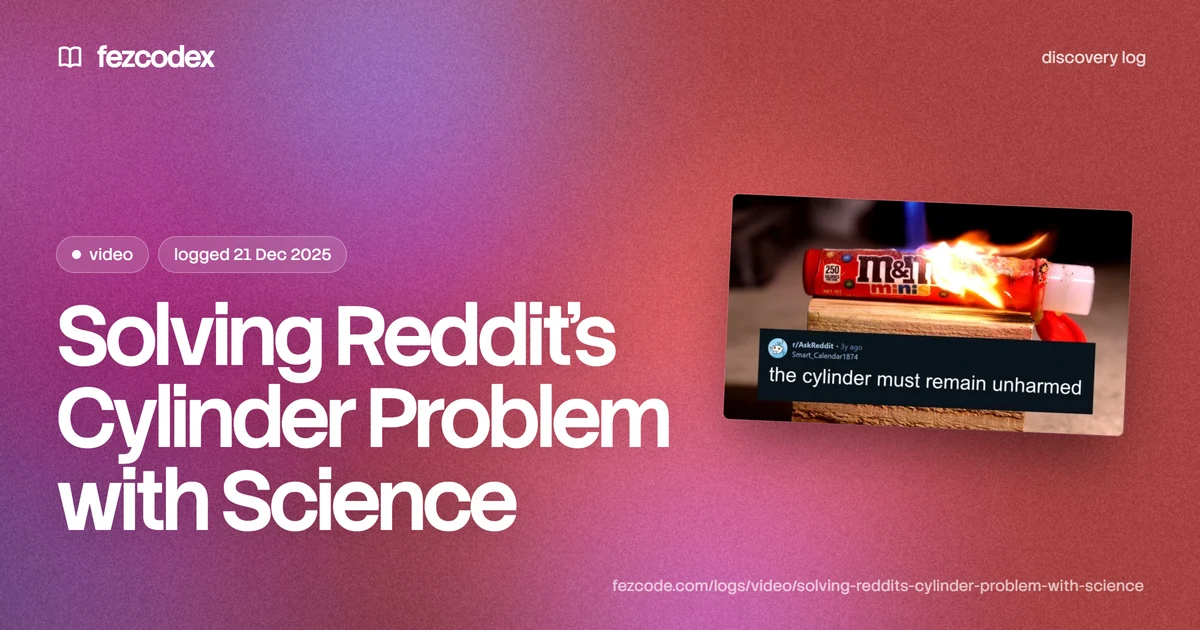 fezcodex
discovery log
video
logged 21 Dec 2025
Solving Reddit's
Cylinder Problem
with Science
250
m&m
minis
r/AskReddit • 3y ago
Smart_Calendar1874
the cylinder must remain unharmed
fezcode.com/logs/video/solving-reddits-cylinder-problem-with-science